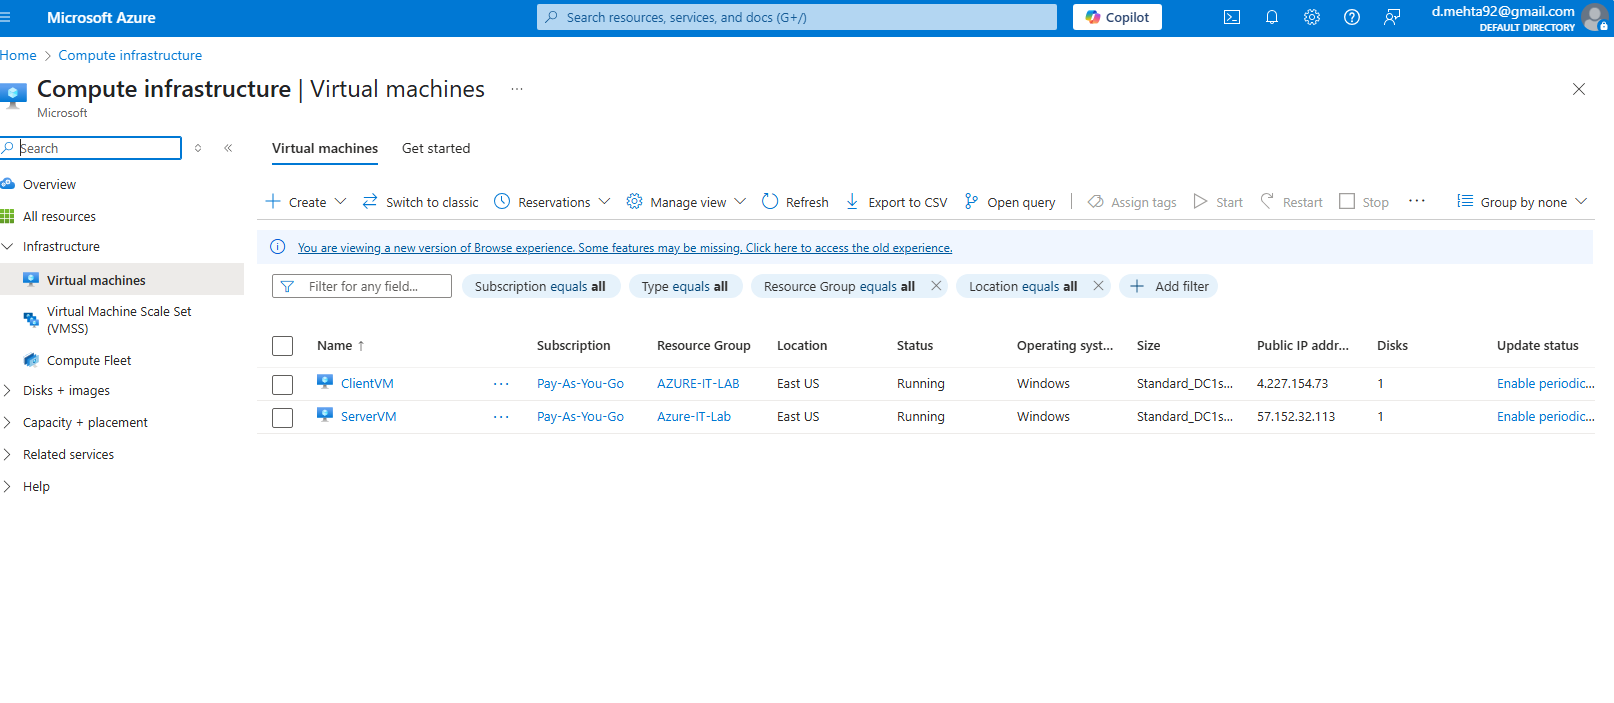 Microsoft Azure
Search resources, services, and docs (G+/)
Copilot
d.mehta92@gmail.com
DEFAULT DIRECTORY
Home > Compute infrastructure
Compute infrastructure | Virtual machines ...
Microsoft
Search
Overview
All resources
Infrastructure
Virtual machines
Virtual Machine Scale Set
(VMSS)
Compute Fleet
Disks + images
Capacity + placement
Related services
Help
Virtual machines Get started
Create Switch to classic Reservations Manage view Refresh Export to CSV Open query | Assign tags Start Restart Stop ... Group by none
You are viewing a new version of Browse experience. Some features may be missing. Click here to access the old experience.
Filter for any field... Subscription equals all Type equals all Resource Group equals all Location equals all Add filter
Name ↑ Subscription Resource Group Location Status Operating syst... Size Public IP addr... Disks Update status
ClientVM ... Pay-As-You-Go AZURE-IT-LAB East US Running Windows Standard_DC1s... 4.227.154.73 1 Enable periodic...
ServerVM ... Pay-As-You-Go Azure-IT-Lab East US Running Windows Standard_DC1s... 57.152.32.113 1 Enable periodic...